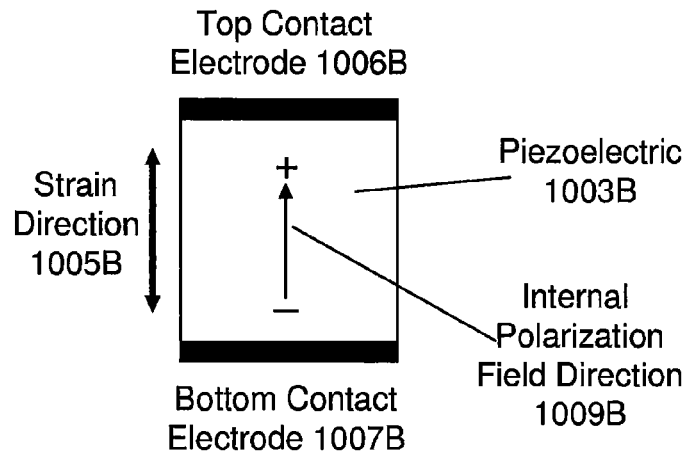 Top Contact
Electrode 1006B
Strain
Direction
1005B
+
−
Piezoelectric
1003B
Internal
Polarization
Field Direction
1009B
Bottom Contact
Electrode 1007B